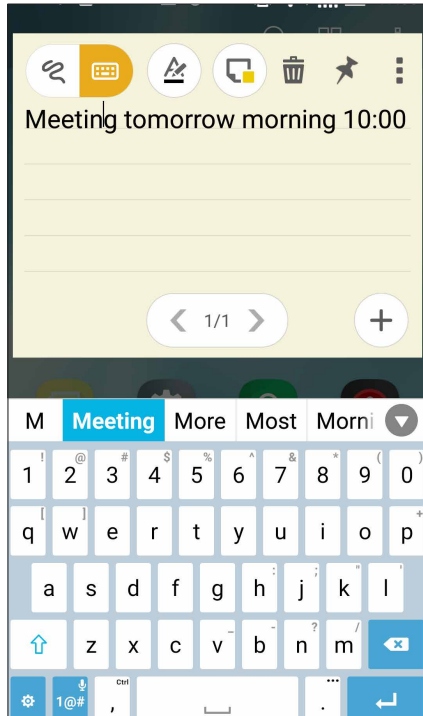 Meeting tomorrow morning 10:00
1/1
M Meeting More Most Morni
! @ # $ % ^ & * ( )
1 2 3 4 5 6 7 8 9 0
[ ] +
q w e r t y u i o p
: ; " '
a s d f g h j k l
_ - ? /
z x c v b n m
Ctrl ...
1@# , .